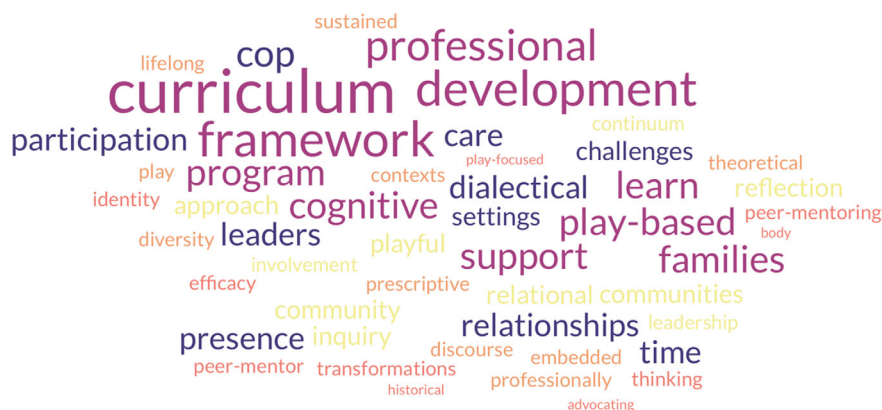 sustained
cop professional
lifelong
curriculum development
participation framework care continuum
play-focused challenges
play program contexts theoretical
identity approach cognitive dialectical learn reflection
diversity leaders playful settings play-based peer-mentoring
body
involvement support families
efficacy prescriptive
community relational communities
presence inquiry relationships leadership
peer-mentor transformations discourse embedded time
historical professionally thinking
advocating